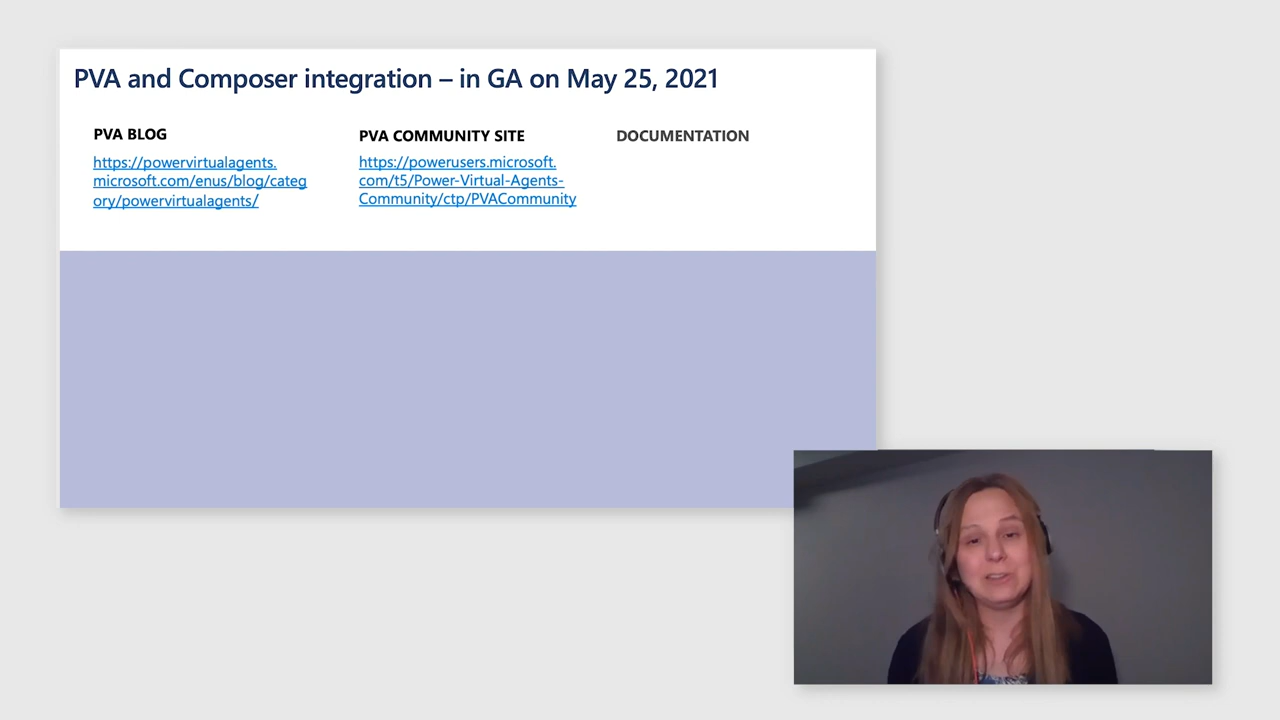 PVA and Composer integration – in GA on May 25, 2021
PVA BLOG
https://powervirtualagents.
microsoft.com/enus/blog/categ
ory/powervirtualagents/
PVA COMMUNITY SITE
https://powerusers.microsoft.
com/t5/Power-Virtual-Agents-
Community/ctp/PVACommunity
DOCUMENTATION